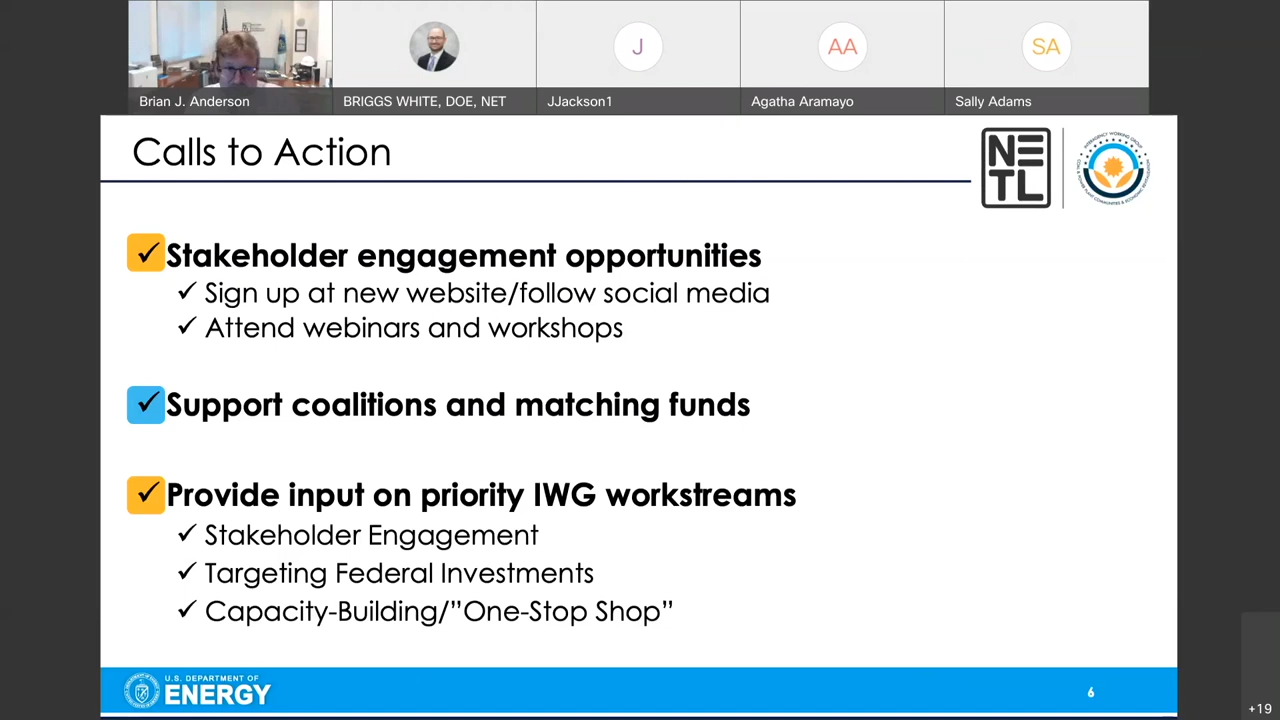 Brian J. Anderson
BRIGGS WHITE, DOE, NET
J
JJackson1
AA
Agatha Aramayo
SA
Sally Adams
Calls to Action
NE
TL
Stakeholder engagement opportunities
Sign up at new website/follow social media
Attend webinars and workshops
Support coalitions and matching funds
Provide input on priority IWG workstreams
Stakeholder Engagement
Targeting Federal Investments
Capacity-Building/”One-Stop Shop”
U.S. DEPARTMENT OF
ENERGY
6
+19